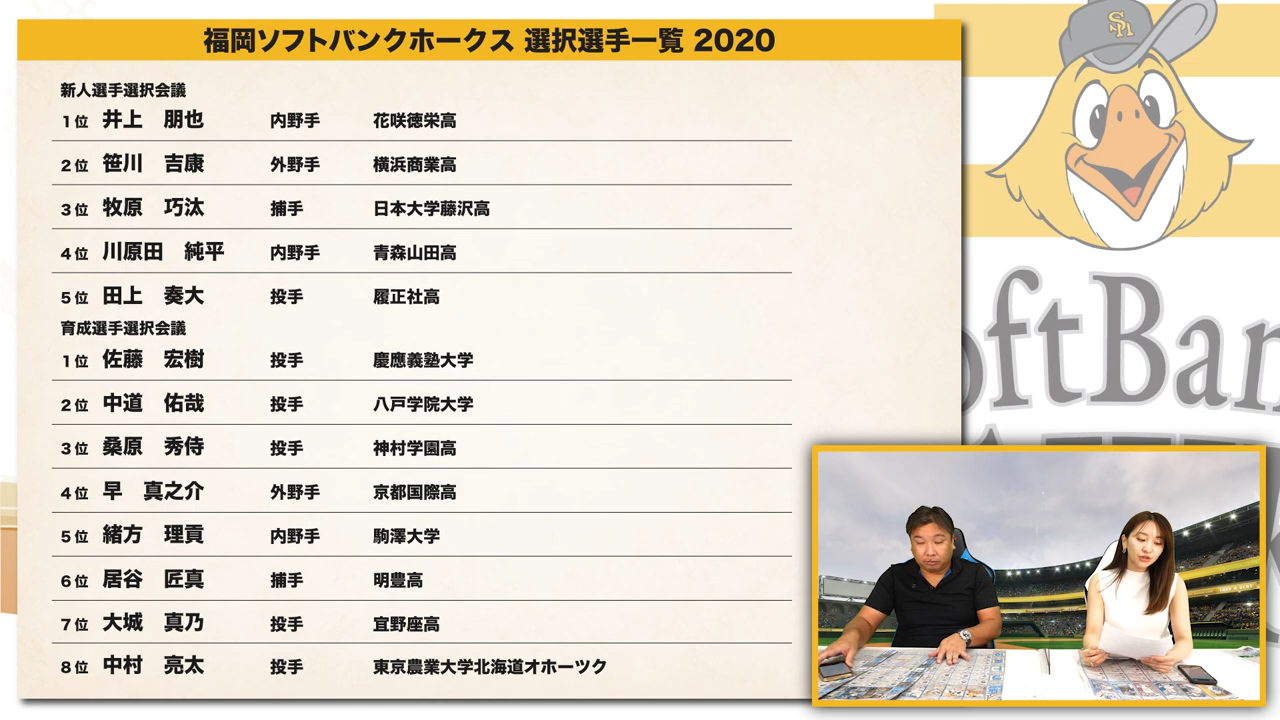 福岡ソフトバンクホークス 選択選手一覧 2020
新人選手選択会議
1位 井上 朋也 内野手 花咲徳栄高
2位 笹川 吉康 外野手 横浜商業高
3位 牧原 巧汰 捕手 日本大学藤沢高
4位 川原田 純平 内野手 青森山田高
5位 田上 奏大 投手 履正社高
育成選手選択会議
1位 佐藤 宏樹 投手 慶應義塾大学
2位 中道 佑哉 投手 八戸学院大学
3位 桑原 秀侍 投手 神村学園高
4位 早 真之介 外野手 京都国際高
5位 緒方 理貢 内野手 駒澤大学
6位 居谷 匠真 捕手 明豊高
7位 大城 真乃 投手 宜野座高
8位 中村 亮太 投手 東京農業大学北海道オホーツク
SH
oftBan